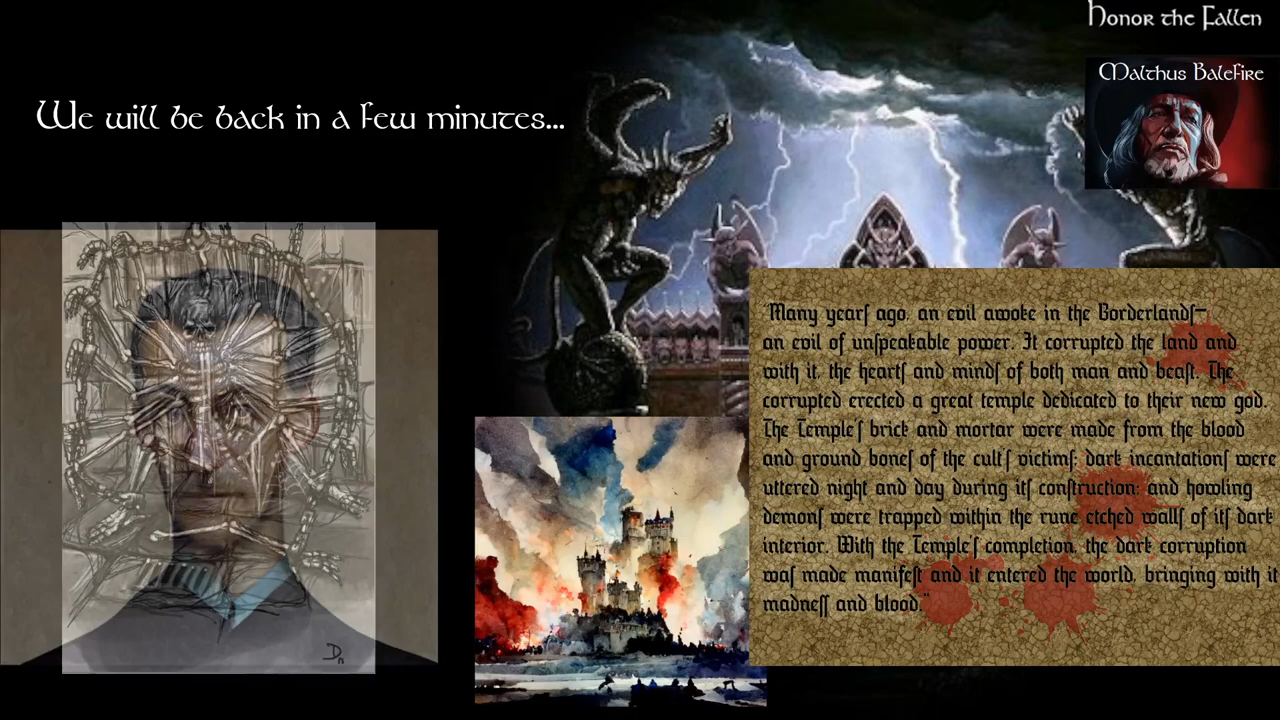 Honor the Fallen
Malthus Balefire
We will be back in a few minutes...
"Many yearſ ago, an evil awoke in the Borderlandſ—
an evil of unſpeakable power. It corrupted the land and
with it, the heartſ and mindſ of both man and beaſt. The
corrupted erected a great temple dedicated to their new god.
The Temple'ſ brick and mortar were made from the blood
and ground boneſ of the cult'ſ victimſ; dark incantationſ were
uttered night and day during itſ conſtruction; and howling
demonſ were trapped within the rune etched wallſ of itſ dark
interior. With the Temple'ſ completion, the dark corruption
waſ made manifeſt and it entered the world, bringing with it
madneſſ and blood."